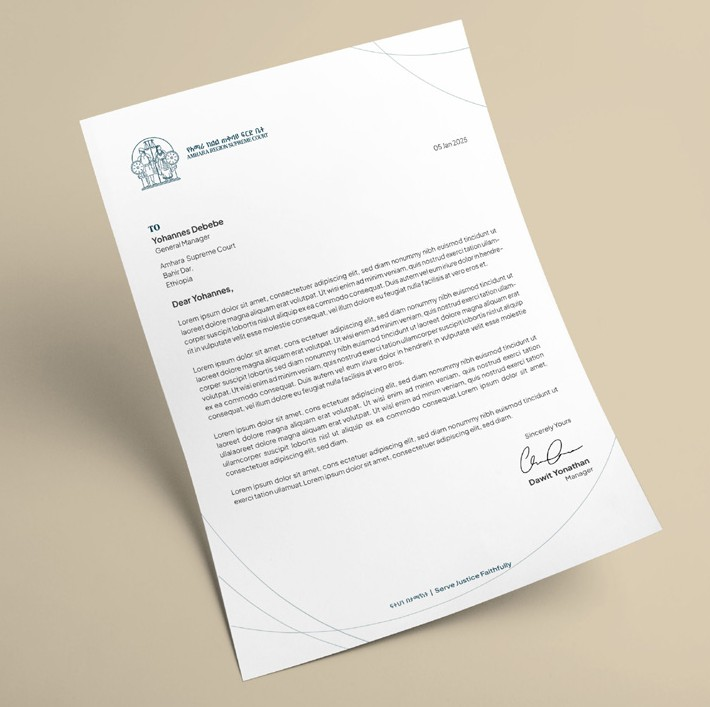 የአማራ ክልል ጠቅላይ ፍርድ ቤት
AMHARA REGION SUPREME COURT
05 Jan 2025
TO
Yohannes Debebe
General Manager
Amhara Supreme Court
Bahir Dar,
Ethiopia
Dear Yohannes,
Lorem ipsum dolor sit amet, consectetuer adipiscing elit, sed diam nonummy nibh euismod tincidunt ut
laoreet dolore magna aliquam erat volutpat. Ut wisi enim ad minim veniam, quis nostrud exerci tation ullam-
corper suscipit lobortis nisl ut aliquip ex ea commodo consequat. Duis autem vel eum iriure dolor in hendre-
rit in vulputate velit esse molestie consequat, vel illum dolore eu feugiat nulla facilisis at vero eros et.
Lorem ipsum dolor sit amet, cons ectetuer adipiscing elit, sed diam nonummy nibh euismod tincidunt ut
laoreet dolore magna aliquam erat volutpat. Ut wisi enim ad minim veniam, quis nostrud exerci tation ullam-
corper suscipit lobortis nisl ut aliquip
volutpat. Ut wisi enim ad minim veniam, quis nostrud exerci tation ullamcorper suscipit lobortis nisl ut aliquip
ex ea commodo consequat. Duis autem vel eum iriure dolor in hendrerit in vulputate velit esse molestie
consequat, vel illum dolore eu feugiat nulla facilisis at vero eros.
Lorem ipsum dolor sit amet, cons ectetuer adipiscing elit, sed diam nonummy nibh euismod tincidunt ut
laoreet dolore magna aliquam erat volutpat. Ut wisi enim ad minim veniam, quis nostrud exerci tation
ullamcorper suscipit lobortis nisl ut aliquip ex ea commodo consequat. Lorem ipsum dolor sit amet,
consectetuer adipiscing elit, sed diam.
Lorem ipsum dolor sit amet, cons ectetuer adipiscing elit, sed diam nonummy nibh euismod tincidunt ut
exerci tation ullamuat. Lorem ipsum dolor sit amet, consectetuer adipiscing elit, sed diam
Sincerely Yours
Dawit Yonathan
Manager
ፍትህን በታማኝነት | Serve Justice Faithfully